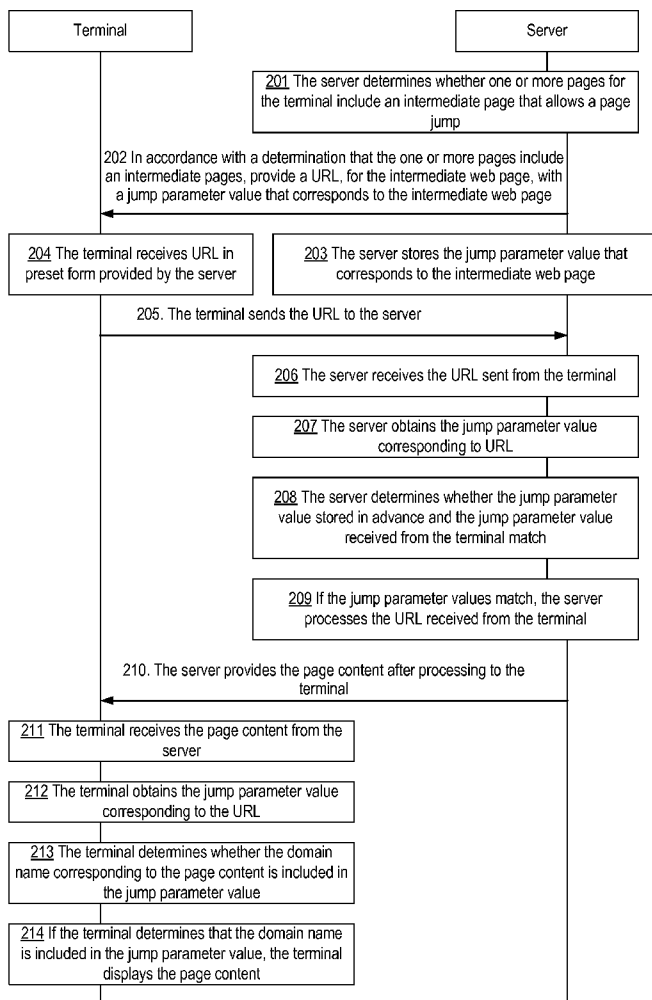 Terminal
Server
201 The server determines whether one or more pages for
the terminal include an intermediate page that allows a page
jump
202 In accordance with a determination that the one or more pages include
an intermediate pages, provide a URL, for the intermediate web page, with
a jump parameter value that corresponds to the intermediate web page
204 The terminal receives URL in
preset form provided by the server
203 The server stores the jump parameter value that
corresponds to the intermediate web page
205. The terminal sends the URL to the server
206 The server receives the URL sent from the terminal
207 The server obtains the jump parameter value
corresponding to URL
208 The server determines whether the jump parameter
value stored in advance and the jump parameter value
received from the terminal match
209 If the jump parameter values match, the server
processes the URL received from the terminal
210. The server provides the page content after processing to the
terminal
211 The terminal receives the page content from the
server
212 The terminal obtains the jump parameter value
corresponding to the URL
213 The terminal determines whether the domain
name corresponding to the page content is included in
the jump parameter value
214 If the terminal determines that the domain name
is included in the jump parameter value, the terminal
displays the page content